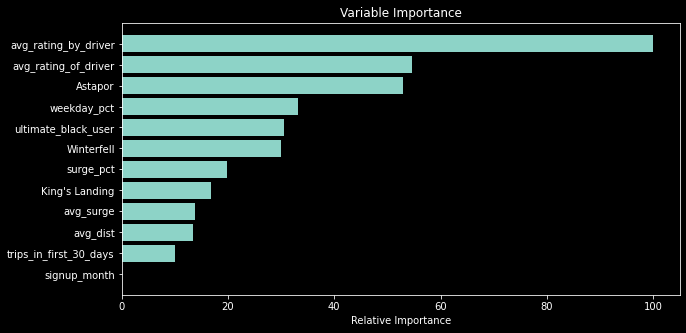 Variable Importance
avg_rating_by_driver
avg_rating_of_driver
Astapor
weekday_pct
ultimate_black_user
Winterfell
surge_pct
King's Landing
avg_surge
avg_dist
trips_in_first_30_days
signup_month
0 20 40 60 80 100
Relative Importance